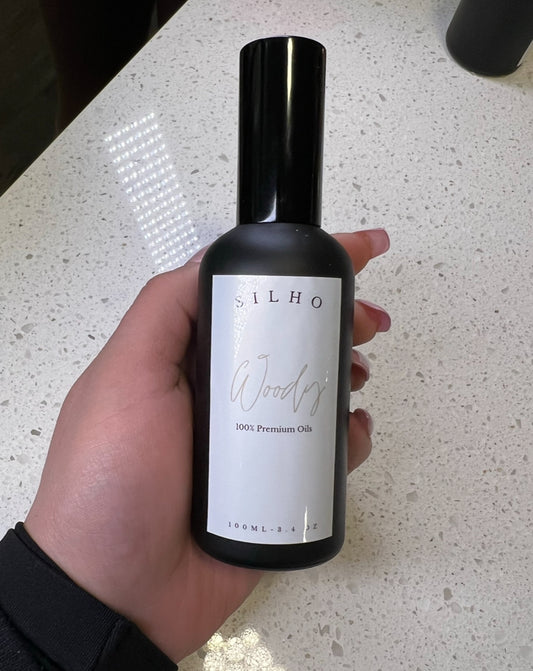 SILHO
Woody
100% Premium Oils
100ML-3.4 OZ